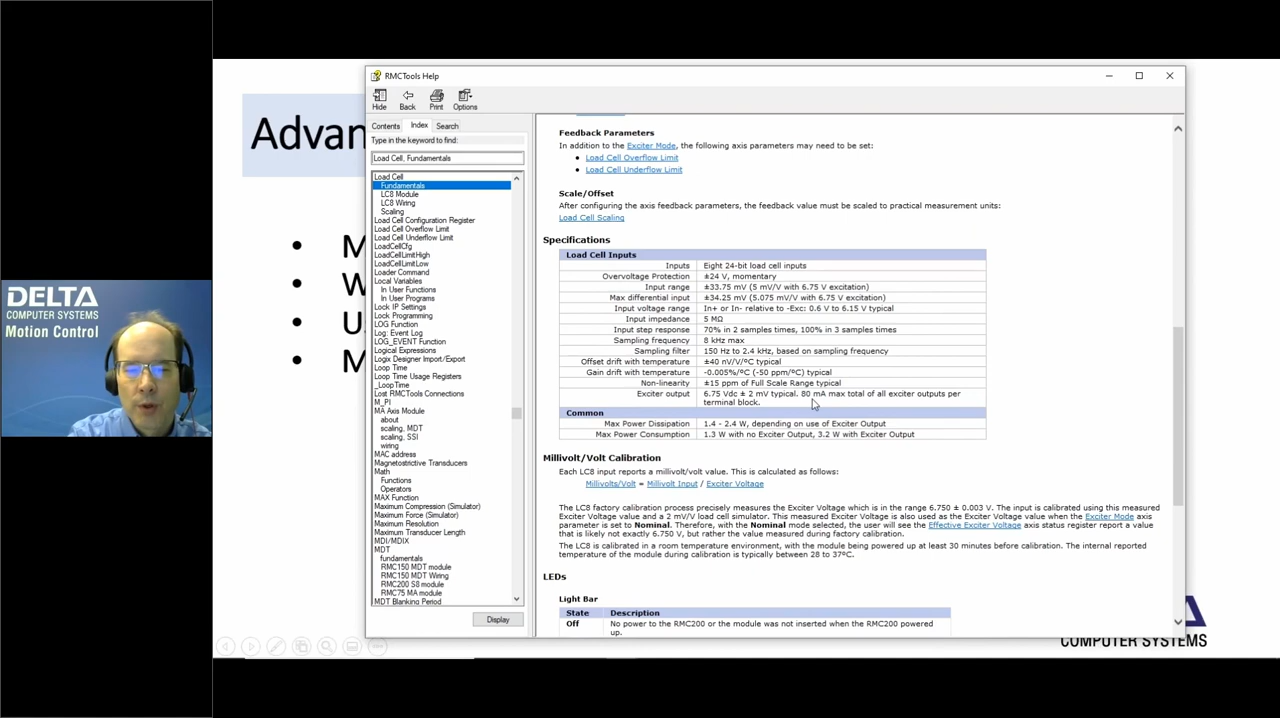 DELTA
COMPUTER SYSTEMS
Motion Control
Advan
M
W
U
M
COMPUTER SYSTEMS
RMCTools Help
Hide
Back
Print
Options
Contents
Index
Search
Type in the keyword to find:
Load Cell, Fundamentals
Load Cell
Fundamentals
LC8 Module
LC8 Wiring
Scaling
Load Cell Configuration Register
Load Cell Overflow Limit
Load Cell Underflow Limit
LoadCellCfg
LoadCellLimitHigh
LoadCellLimitLow
Loader Command
Local Variables
In User Functions
In User Programs
Lock IP Settings
Lock Programming
LOG Function
Log: Event Log
LOG_EVENT Function
Logical Expressions
Logix Designer Import/Export
Loop Time
Loop Time Usage Registers
_LoopTime
Lost RMCTools Connections
M_PI
MA Axis Module
about
scaling, MDT
scaling, SSI
wiring
MAC address
Magnetostrictive Transducers
Math
Functions
Operators
MAX Function
Maximum Compression (Simulator)
Maximum Force (Simulator)
Maximum Resolution
Maximum Transducer Length
MDI/MDIX
MDT
fundamentals
RMC150 MDT module
RMC150 MDT Wiring
RMC200 S8 module
RMC75 MA module
MDT Blanking Period
Display
Feedback Parameters
In addition to the Exciter Mode, the following axis parameters may need to be set:
• Load Cell Overflow Limit
• Load Cell Underflow Limit
Scale/Offset
After configuring the axis feedback parameters, the feedback value must be scaled to practical measurement units:
Load Cell Scaling
Specifications
Load Cell Inputs
Inputs Eight 24-bit load cell inputs
Overvoltage Protection ±24 V, momentary
Input range ±33.75 mV (5 mV/V with 6.75 V excitation)
Max differential input ±34.25 mV (5.075 mV/V with 6.75 V excitation)
Input voltage range In+ or In- relative to -Exc: 0.6 V to 6.15 V typical
Input impedance 5 MΩ
Input step response 70% in 2 samples times, 100% in 3 samples times
Sampling frequency 8 kHz max
Sampling filter 150 Hz to 2.4 kHz, based on sampling frequency
Offset drift with temperature ±40 nV/V/°C typical
Gain drift with temperature -0.005%/°C (-50 ppm/°C) typical
Non-linearity ±15 ppm of Full Scale Range typical
Exciter output 6.75 Vdc ± 2 mV typical. 80 mA max total of all exciter outputs per
terminal block.
Common
Max Power Dissipation 1.4 - 2.4 W, depending on use of Exciter Output
Max Power Consumption 1.3 W with no Exciter Output, 3.2 W with Exciter Output
Millivolt/Volt Calibration
Each LC8 input reports a millivolt/volt value. This is calculated as follows:
Millivolts/Volt = Millivolt Input / Exciter Voltage
The LC8 factory calibration process precisely measures the Exciter Voltage which is in the range 6.750 ± 0.003 V. The input is calibrated using this measured
Exciter Voltage value and a 2 mV/V load cell simulator. This measured Exciter Voltage is also used as the Exciter Voltage value when the Exciter Mode axis
parameter is set to Nominal. Therefore, with the Nominal mode selected, the user will see the Effective Exciter Voltage axis status register report a value
that is likely not exactly 6.750 V, but rather the value measured during factory calibration.
The LC8 is calibrated in a room temperature environment, with the module being powered up at least 30 minutes before calibration. The internal reported
temperature of the module during calibration is typically between 28 to 37°C.
LEDs
Light Bar
State Description
Off No power to the RMC200 or the module was not inserted when the RMC200 powered
up.